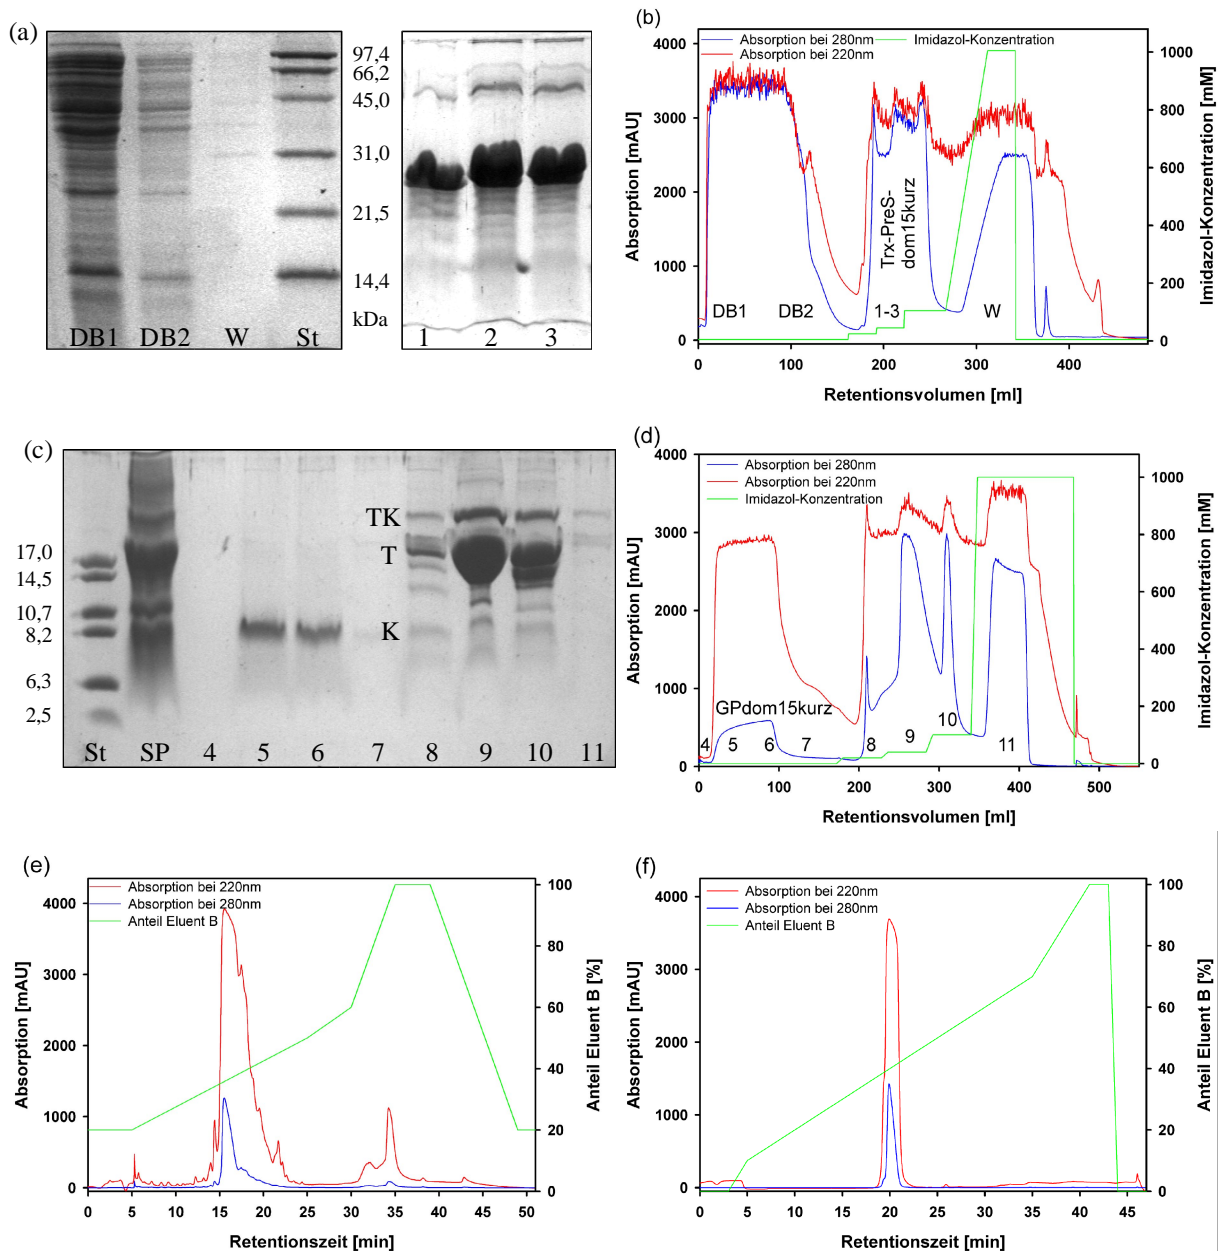 (a)
97,4
66,2
45,0
31,0
21,5
14,4
kDa
DB1 DB2 W St
1 2 3
(b)
Absorption bei 280nm
Absorption bei 220nm
Imidazol-Konzentration
Absorption [mAU]
4000
3000
2000
1000
0
Trx-PreS-
dom15kurz
DB1 DB2 1-3 W
0 100 200 300 400
Retentionsvolumen [ml]
1000
800
600
400
200
0
Imidazol-Konzentration [mM]
(c)
17,0
14,5
10,7
8,2
6,3
2,5
TK
T
K
St SP 4 5 6 7 8 9 10 11
(d)
Absorption bei 280nm
Absorption bei 220nm
Imidazol-Konzentration
Absorption [mAU]
4000
3000
2000
1000
0
GPdom15kurz
4 5 6 7 8 9 10 11
0 100 200 300 400 500
Retentionsvolumen [ml]
1000
800
600
400
200
0
Imidazol-Konzentration [mM]
(e)
Absorption bei 220nm
Absorption bei 280nm
Anteil Eluent B
Absorption [mAU]
4000
3000
2000
1000
0
0 5 10 15 20 25 30 35 40 45 50
Retentionszeit [min]
100
80
60
40
20
0
Anteil Eluent B [%]
(f)
Absorption bei 220nm
Absorption bei 280nm
Anteil Eluent B
Absorption [mAU]
4000
3000
2000
1000
0
0 5 10 15 20 25 30 35 40 45
Retentionszeit [min]
100
80
60
40
20
0
Anteil Eluent B [%]